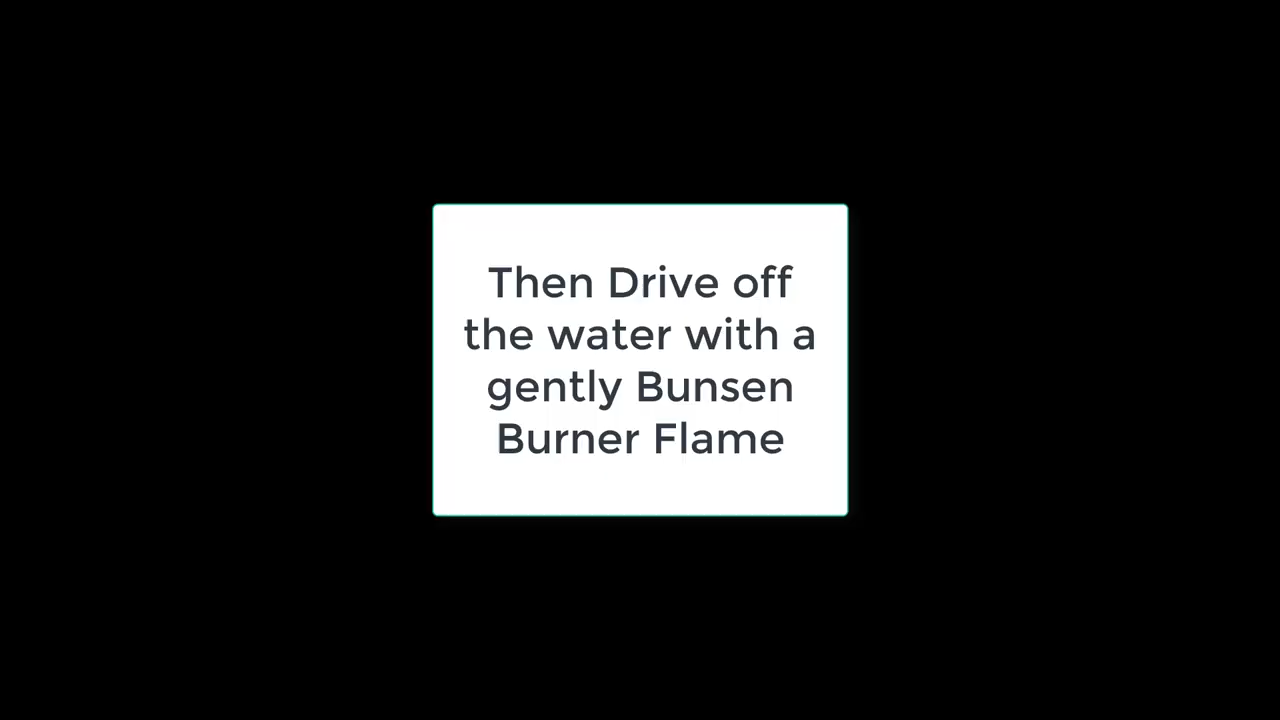 Then Drive off
the water with a
gently Bunsen
Burner Flame